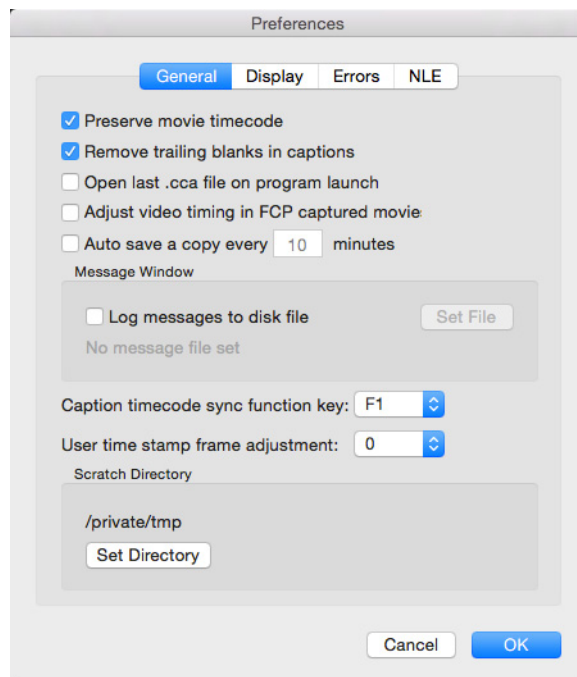 Preferences
General Display Errors NLE
Preserve movie timecode
Remove trailing blanks in captions
Open last .cca file on program launch
Adjust video timing in FCP captured movie
Auto save a copy every 10 minutes
Message Window
Log messages to disk file Set File
No message file set
Caption timecode sync function key: F1
User time stamp frame adjustment: 0
Scratch Directory
/private/tmp
Set Directory
Cancel OK